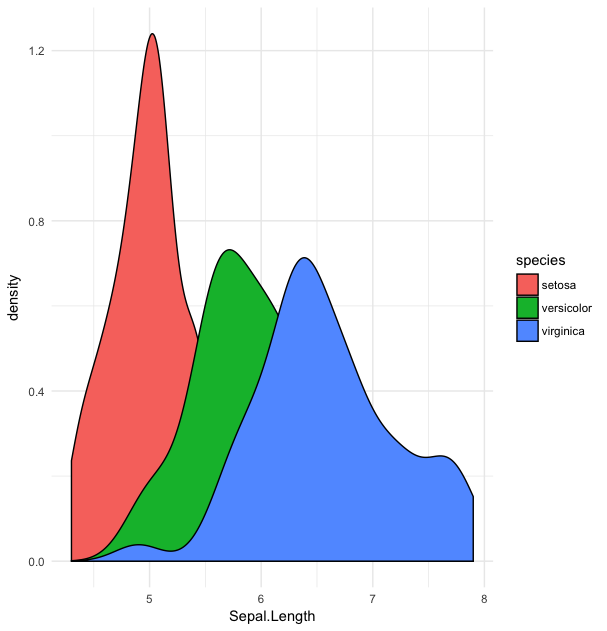 1.2
0.8
0.4
0.0
density
5 6 7 8
Sepal.Length
species
setosa
versicolor
virginica